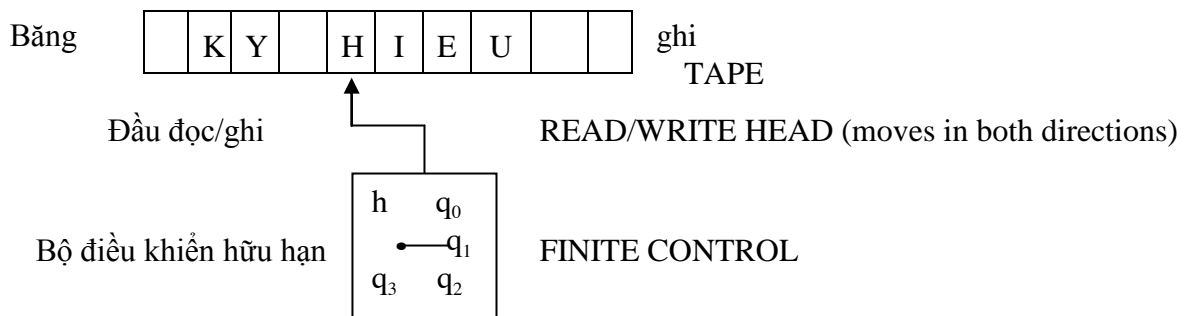 Băng K Y H I E U ghi
TAPE
Đầu đọc/ghi READ/WRITE HEAD (moves in both directions)
h q₀
Bộ điều khiển hữu hạn q₁ FINITE CONTROL
q₃ q₂